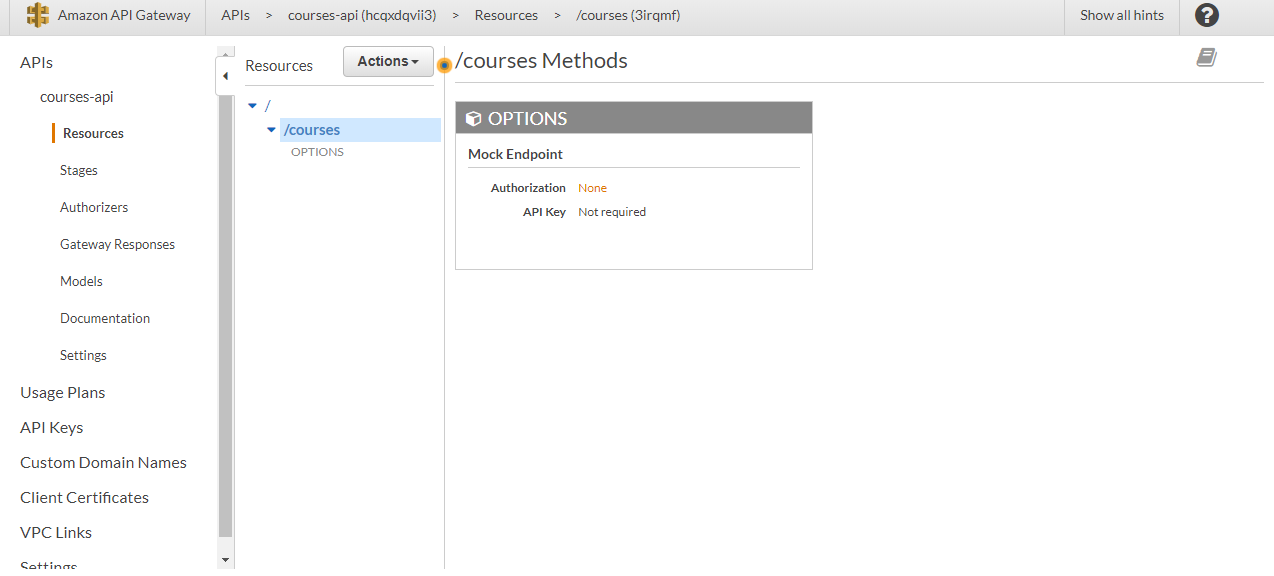 Amazon API Gateway APIs > courses-api (hcqxdqvii3) > Resources > /courses (3irqmf) Show all hints ?
APIs
courses-api
Resources
Stages
Authorizers
Gateway Responses
Models
Documentation
Settings
Usage Plans
API Keys
Custom Domain Names
Client Certificates
VPC Links
Settings
Resources
Actions
/
/courses
OPTIONS
/courses Methods
OPTIONS
Mock Endpoint
Authorization None
API Key Not required